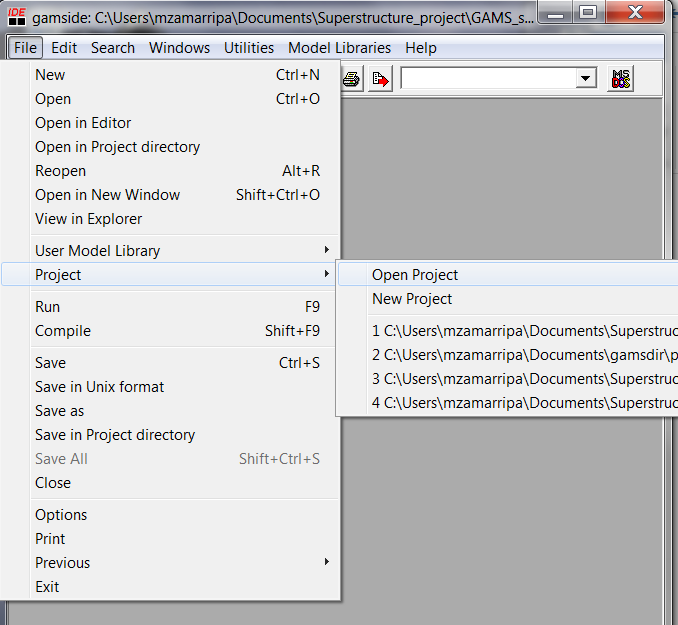 IDE gamside: C:\Users\mzamarripa\Documents\Superstructure_project\GAMS_s...
File Edit Search Windows Utilities Model Libraries Help
MS DOS
New Ctrl+N
Open Ctrl+O
Open in Editor
Open in Project directory
Reopen Alt+R
Open in New Window Shift+Ctrl+O
View in Explorer
User Model Library
Project
Open Project
New Project
1 C:\Users\mzamarripa\Documents\Superstruc
2 C:\Users\mzamarripa\Documents\gamsdir\p
3 C:\Users\mzamarripa\Documents\Superstruc
4 C:\Users\mzamarripa\Documents\Superstruc
Run F9
Compile Shift+F9
Save Ctrl+S
Save in Unix format
Save as
Save in Project directory
Save All Shift+Ctrl+S
Close
Options
Print
Previous
Exit